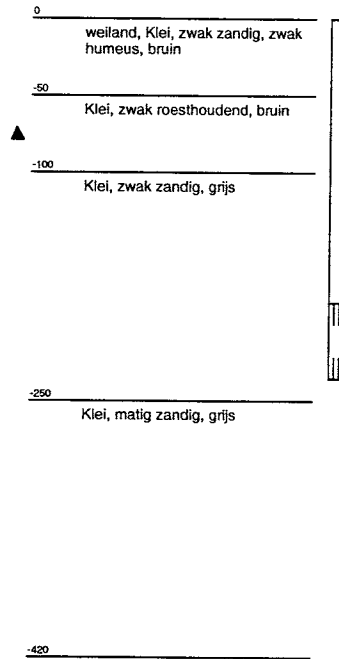 0
weiland, Klei, zwak zandig, zwak
humeus, bruin
-50
Klei, zwak roesthoudend, bruin
-100
Klei, zwak zandig, grijs
-250
Klei, matig zandig, grijs
-420